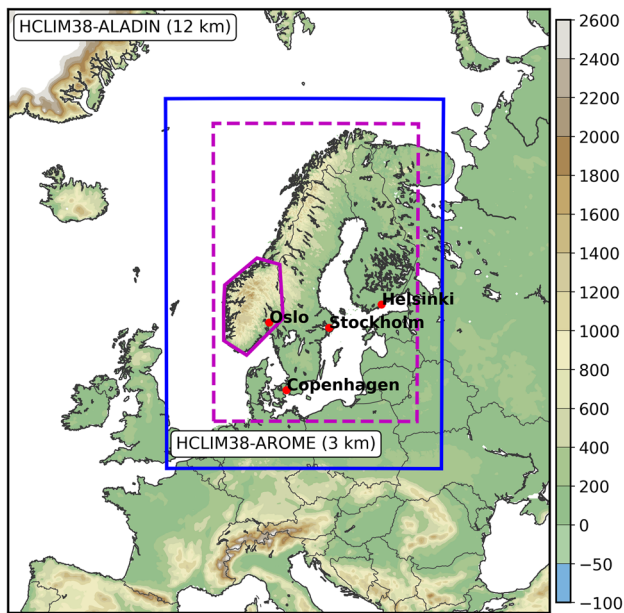 HCLIM38-ALADIN (12 km)
Helsinki
Oslo
Stockholm
Copenhagen
HCLIM38-AROME (3 km)
2600
2400
2200
2000
1800
1600
1400
1200
1000
800
600
400
200
0
−50
−100